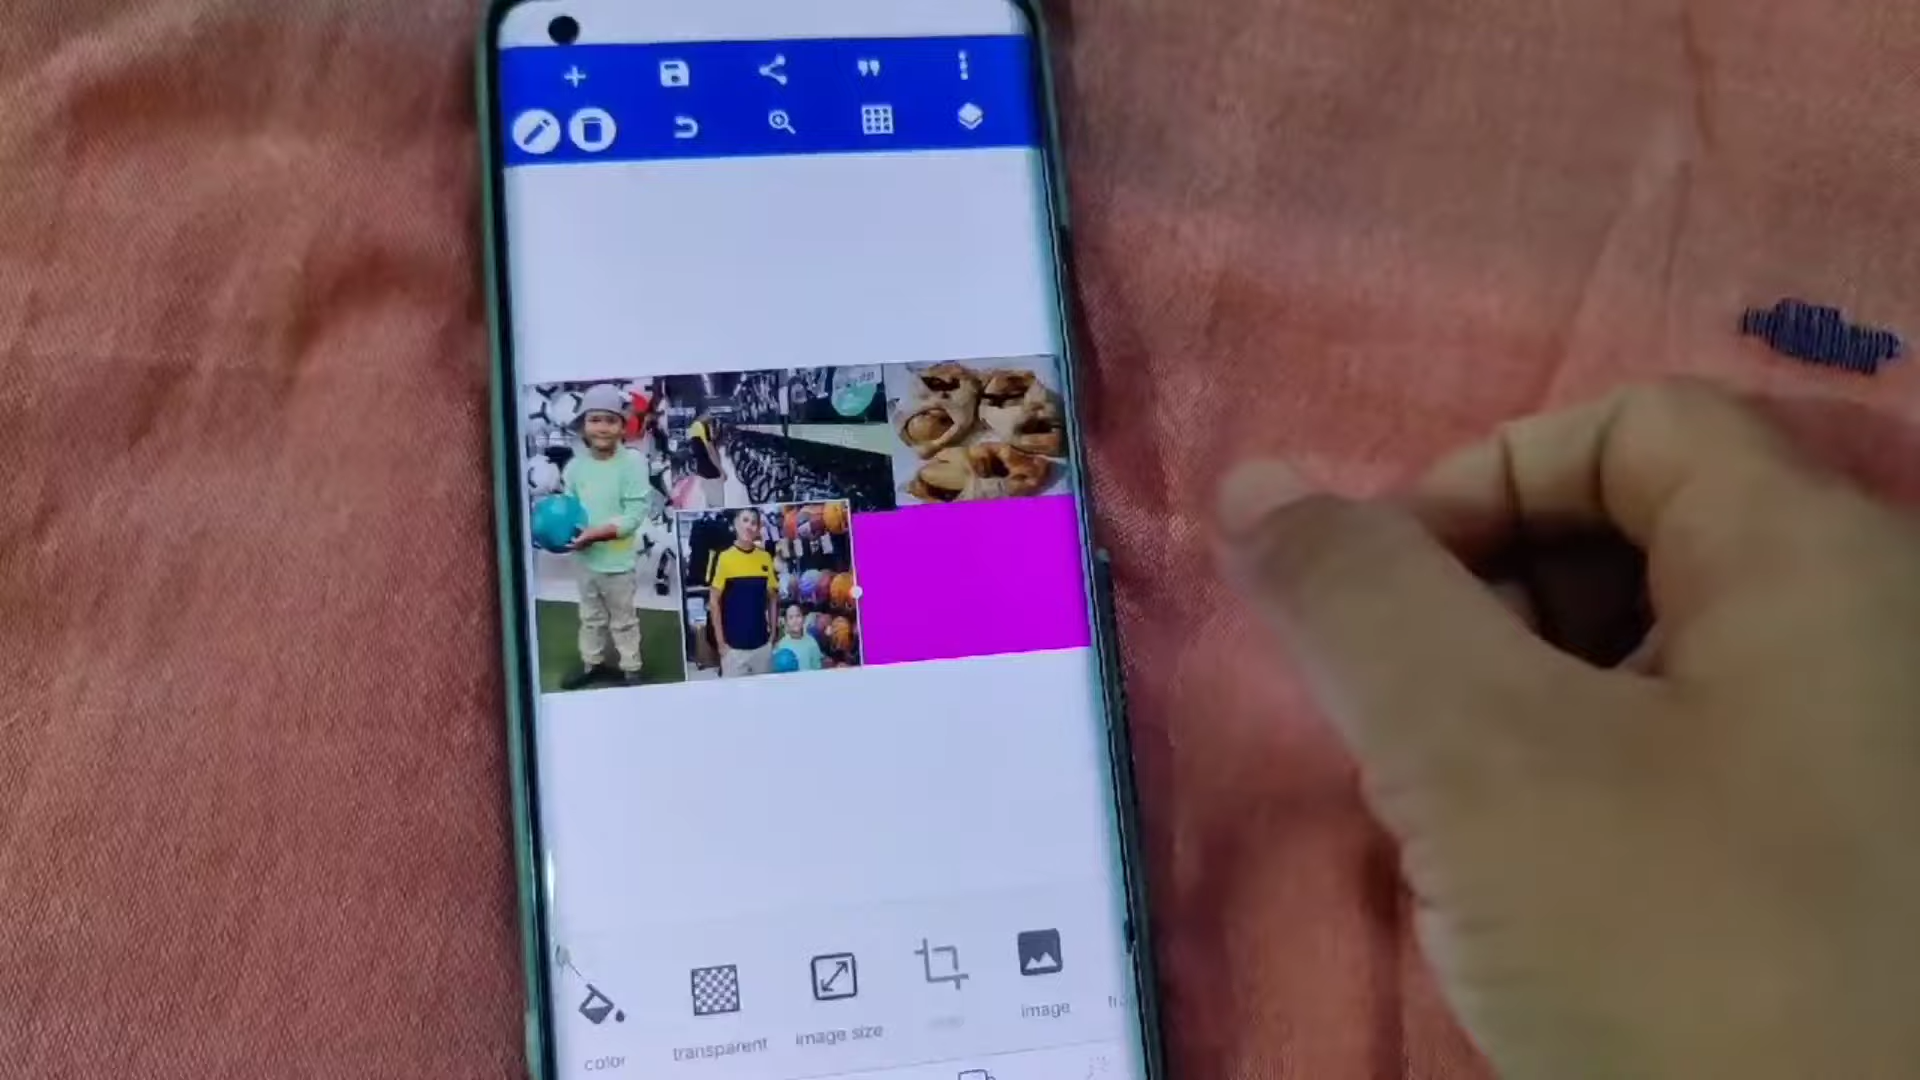 color
transparent
image size
image